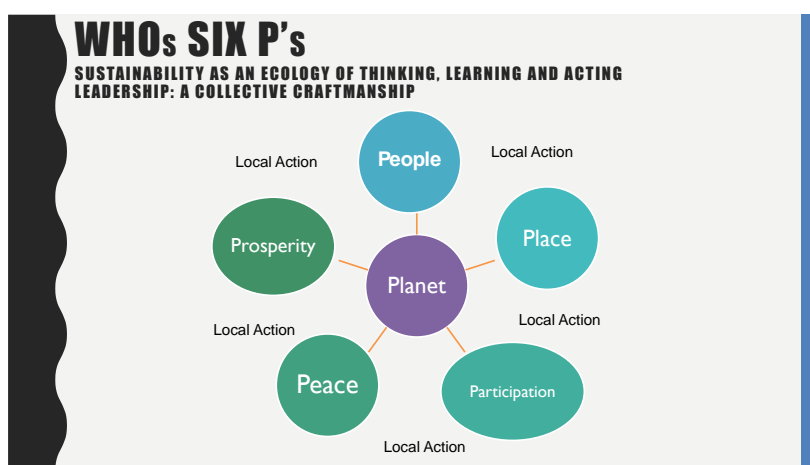 WHOs SIX P's
SUSTAINABILITY AS AN ECOLOGY OF THINKING, LEARNING AND ACTING
LEADERSHIP: A COLLECTIVE CRAFTMANSHIP
People
Local Action
Local Action
Prosperity
Place
Planet
Local Action
Local Action
Peace
Participation
Local Action